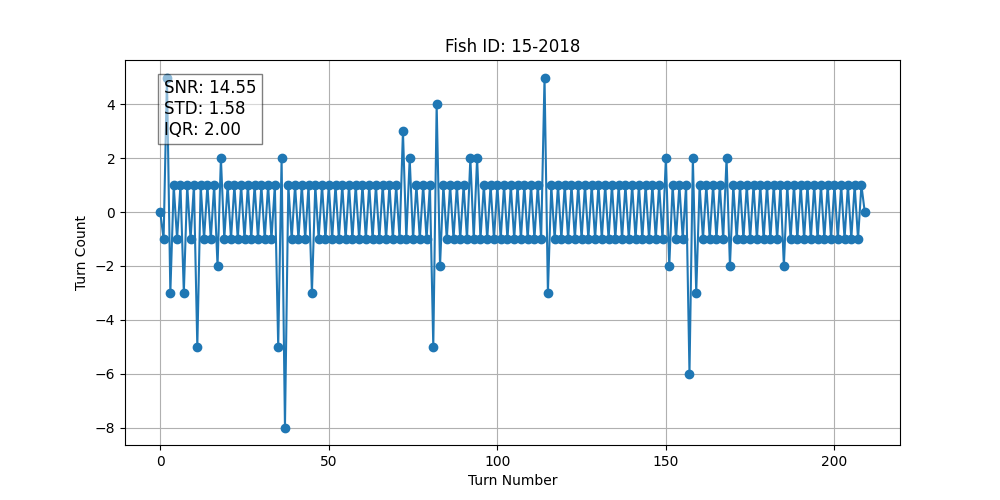 Fish ID: 15-2018
SNR: 14.55
STD: 1.58
IQR: 2.00
Turn Count
4
2
0
−2
−4
−6
−8
0 50 100 150 200
Turn Number